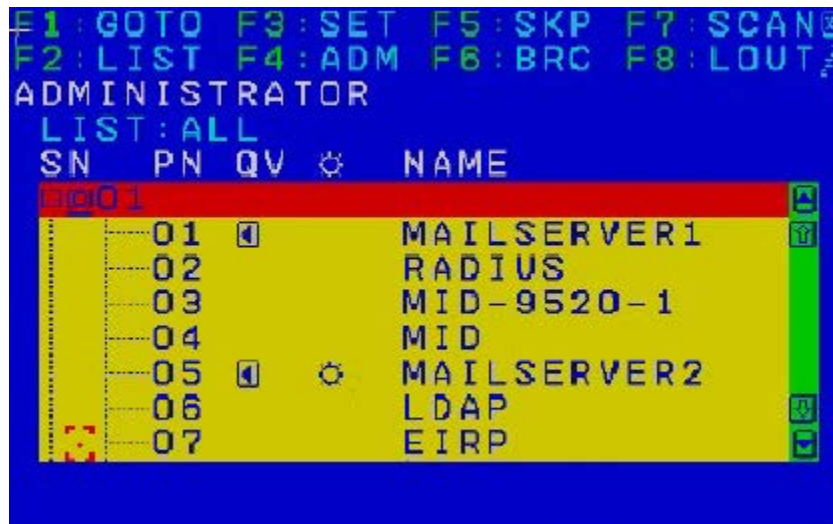 F1:GOTO F3:SET F5:SKP F7:SCAN
F2:LIST F4:ADM F6:BRC F8:LOUT
ADMINISTRATOR
LIST:ALL
SN PN QV NAME
01
01 MAILSERVER1
02 RADIUS
03 MID-9520-1
04 MID
05 MAILSERVER2
06 LDAP
07 EIRP